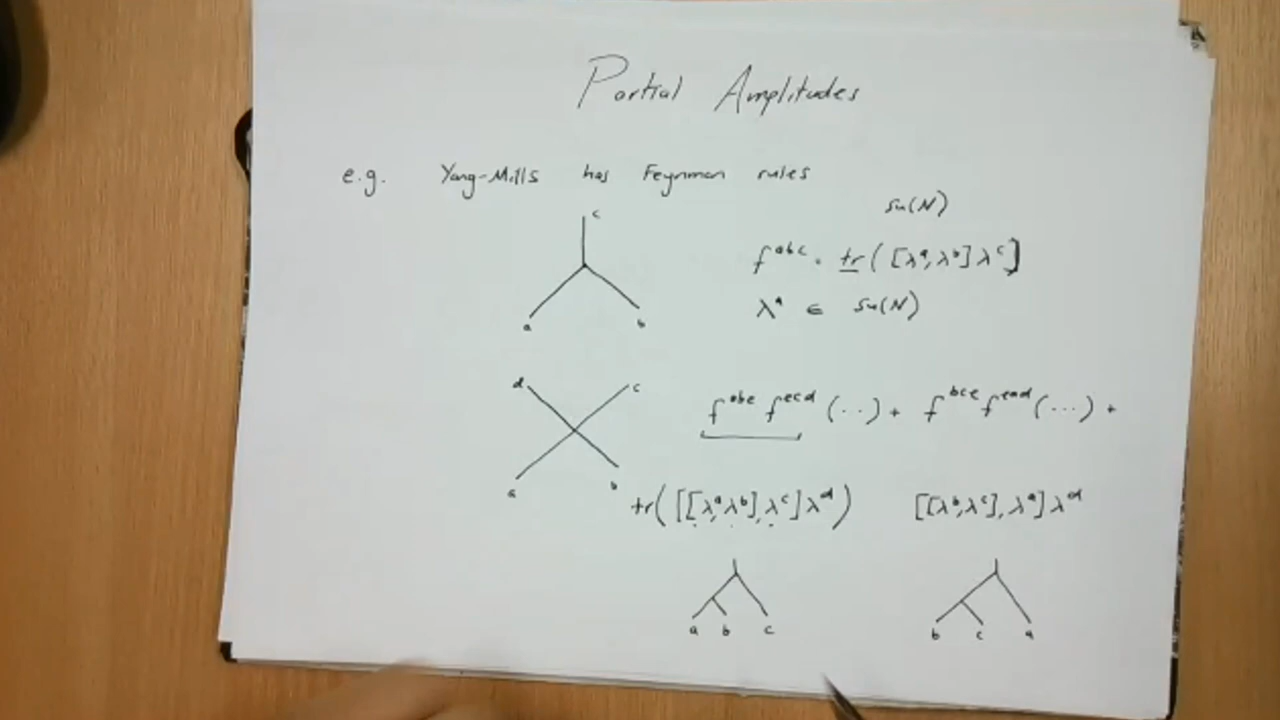 Partial Amplitudes
e.g. Yang-Mills has Feynman rules
su(N)
c
f^{abc} = tr([λ^a,λ^b]λ^c]
λ^a ∈ su(N)
a b
d c
f^{abe} f^{ecd} (..) + f^{bce} f^{ead} (...) +
a b
tr([[λ^a,λ^b],λ^c]λ^d) [[λ^b,λ^c],λ^a]λ^d
a b c b c a